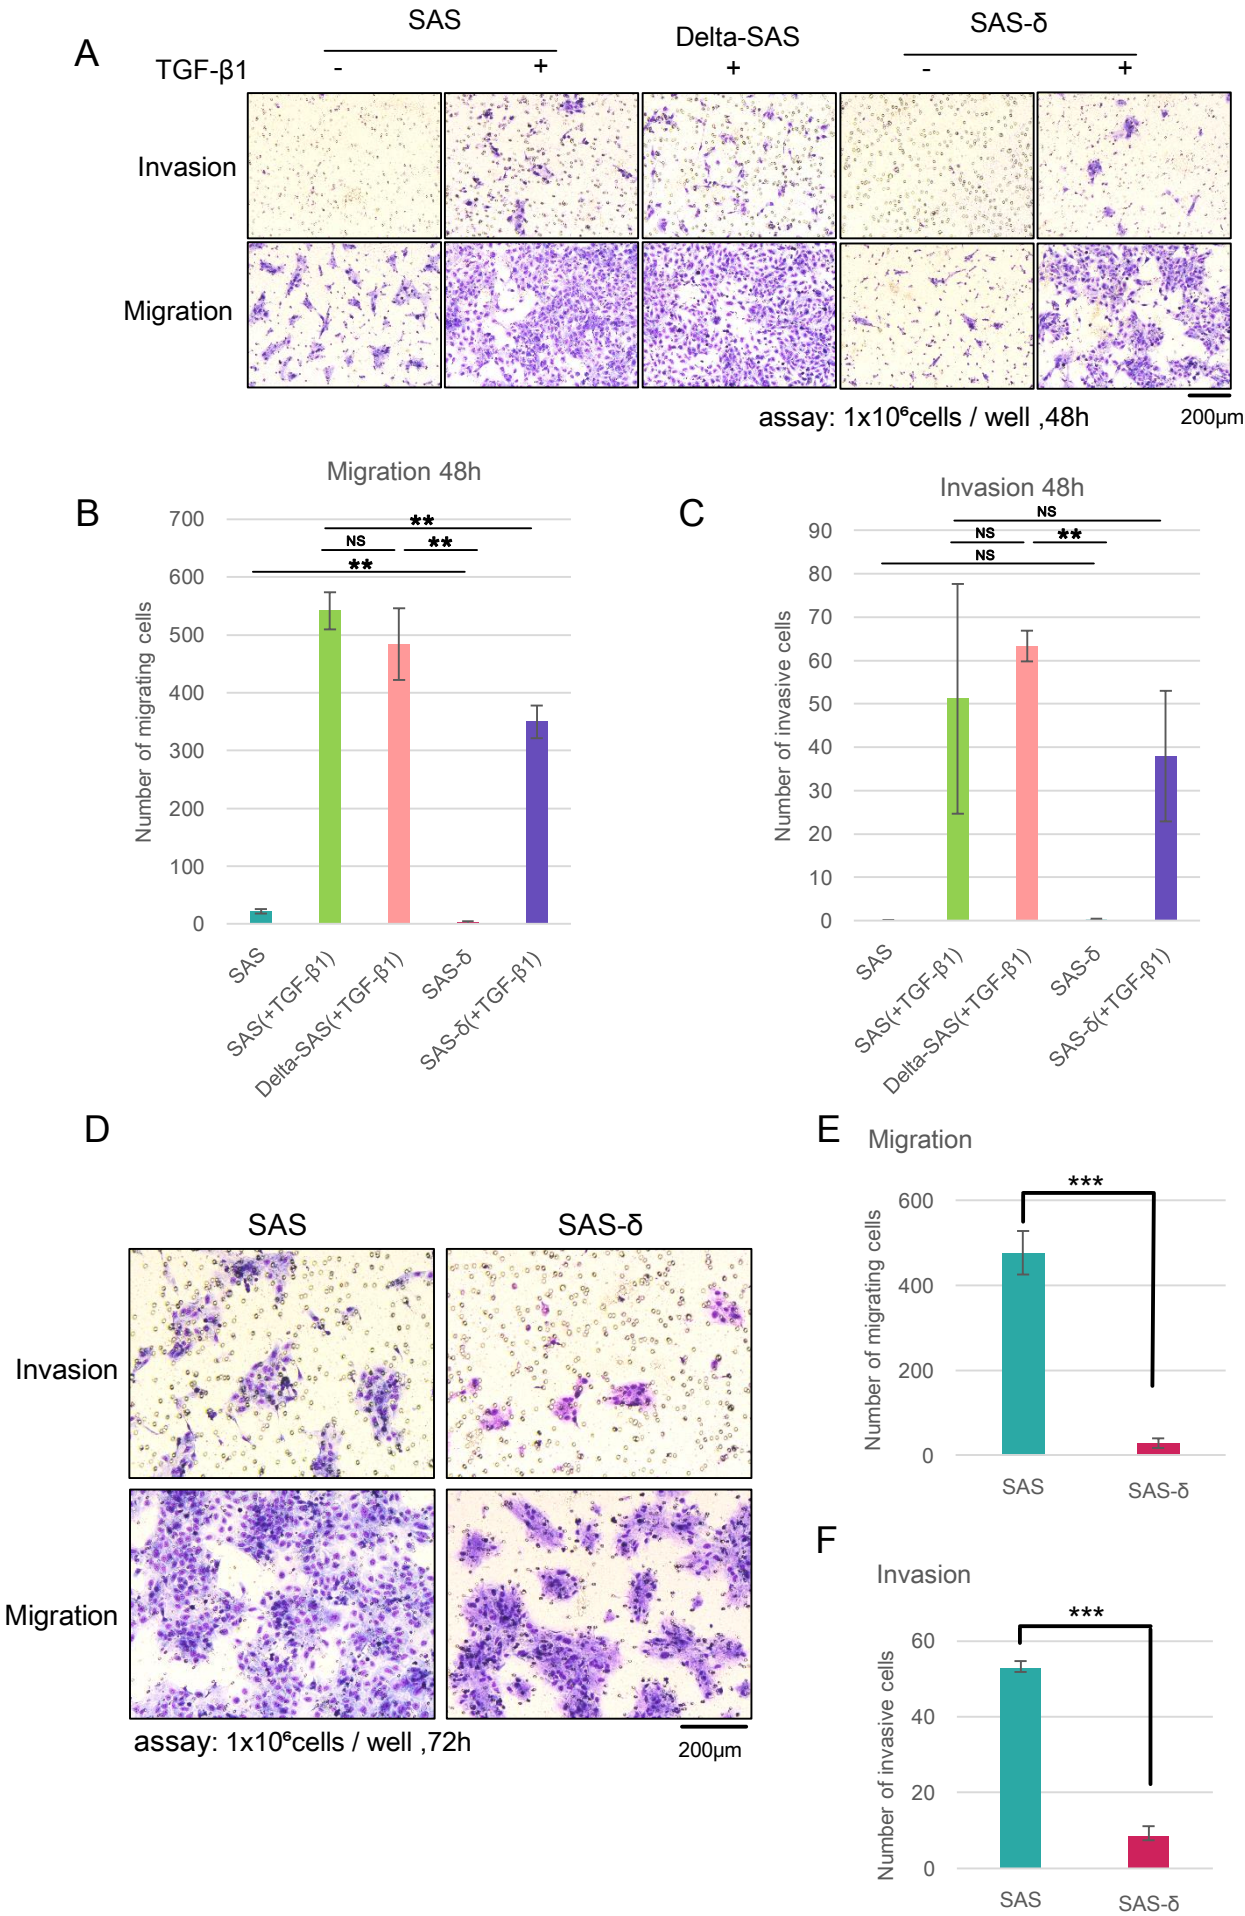 A
SAS
Delta-SAS
SAS-δ
TGF-β1
-
+
+
-
+
Invasion
Migration
assay: 1x10⁶cells / well ,48h
200μm
B
Migration 48h
Number of migrating cells
700
600
500
400
300
200
100
0
**
NS
**
**
SAS
SAS(+TGF-β1)
Delta-SAS(+TGF-β1)
SAS-δ
SAS-δ(+TGF-β1)
C
Invasion 48h
Number of invasive cells
90
80
70
60
50
40
30
20
10
0
NS
NS
**
NS
SAS
SAS(+TGF-β1)
Delta-SAS(+TGF-β1)
SAS-δ
SAS-δ(+TGF-β1)
D
SAS
SAS-δ
Invasion
Migration
assay: 1x10⁶cells / well ,72h
200μm
E
Migration
Number of migrating cells
600
400
200
0
***
SAS
SAS-δ
F
Invasion
Number of invasive cells
60
40
20
0
***
SAS
SAS-δ